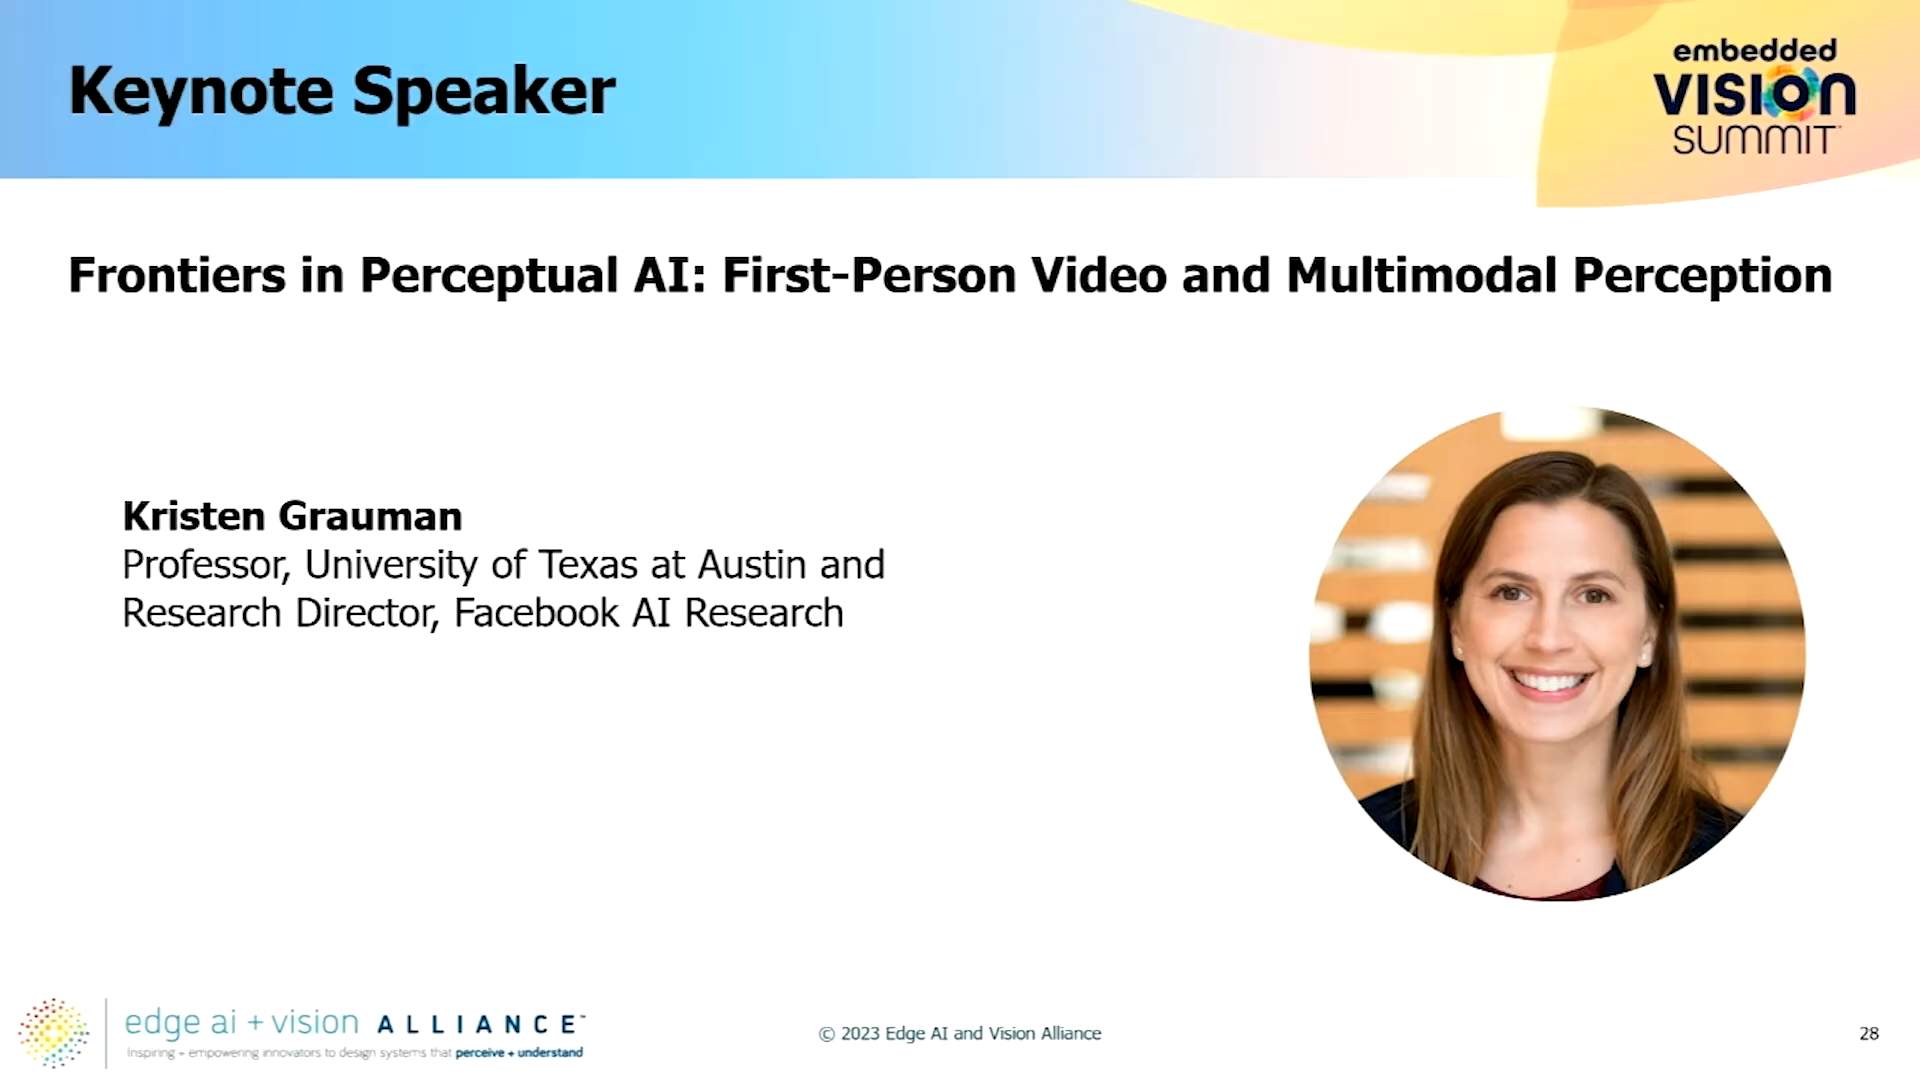 Keynote Speaker
embedded
VISION
SUMMIT
Frontiers in Perceptual AI: First-Person Video and Multimodal Perception
Kristen Grauman
Professor, University of Texas at Austin and
Research Director, Facebook AI Research
edge ai + vision ALLIANCE™
Inspiring + empowering innovators to design systems that perceive + understand
© 2023 Edge AI and Vision Alliance
28